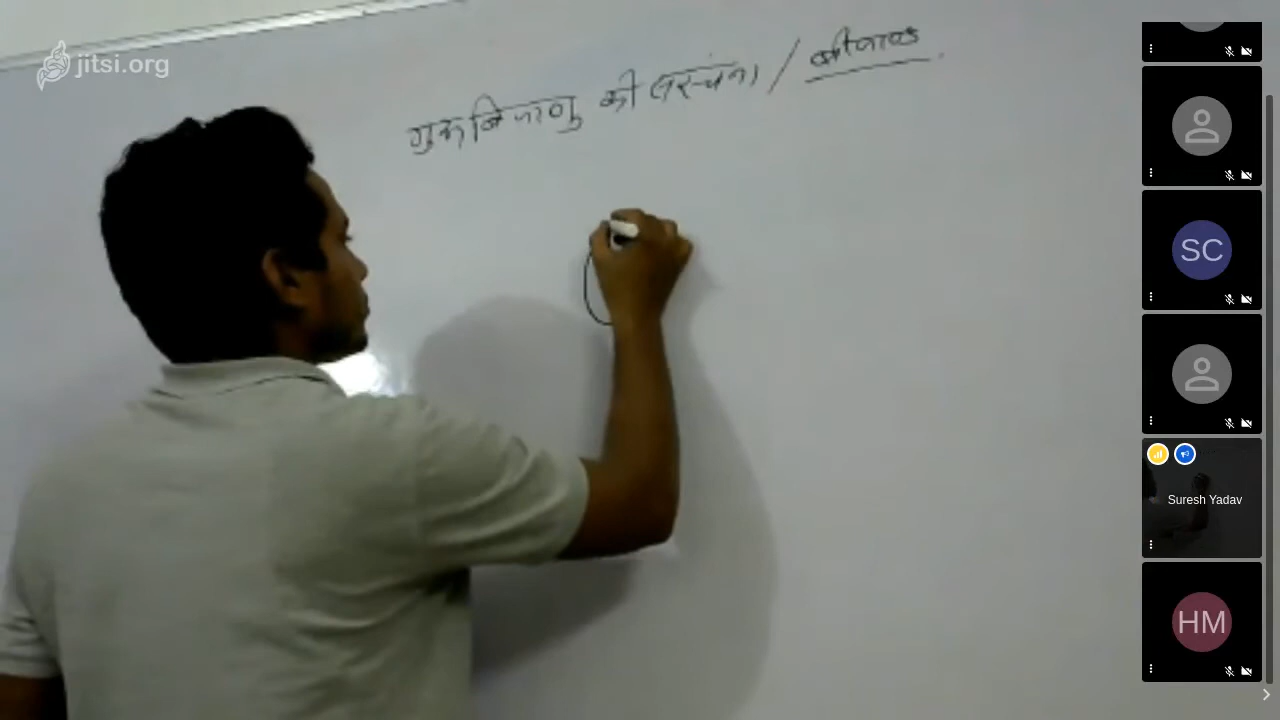 jitsi.org
गुरुबिजाणु की संरचना / बीजाण्ड
SC
Suresh Yadav
HM